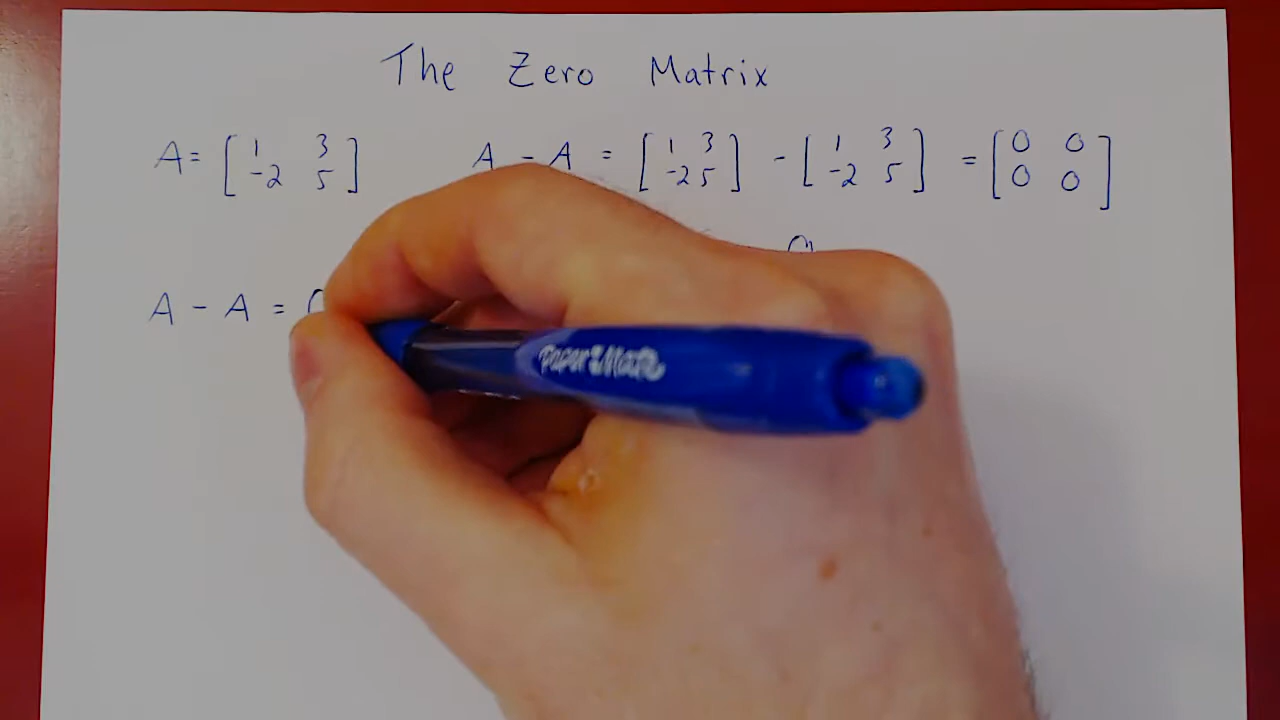 The Zero Matrix
A = [1 3; -2 5] A - A = [1 3; -2 5] - [1 3; -2 5] = [0 0; 0 0]
A - A =
PaperMate